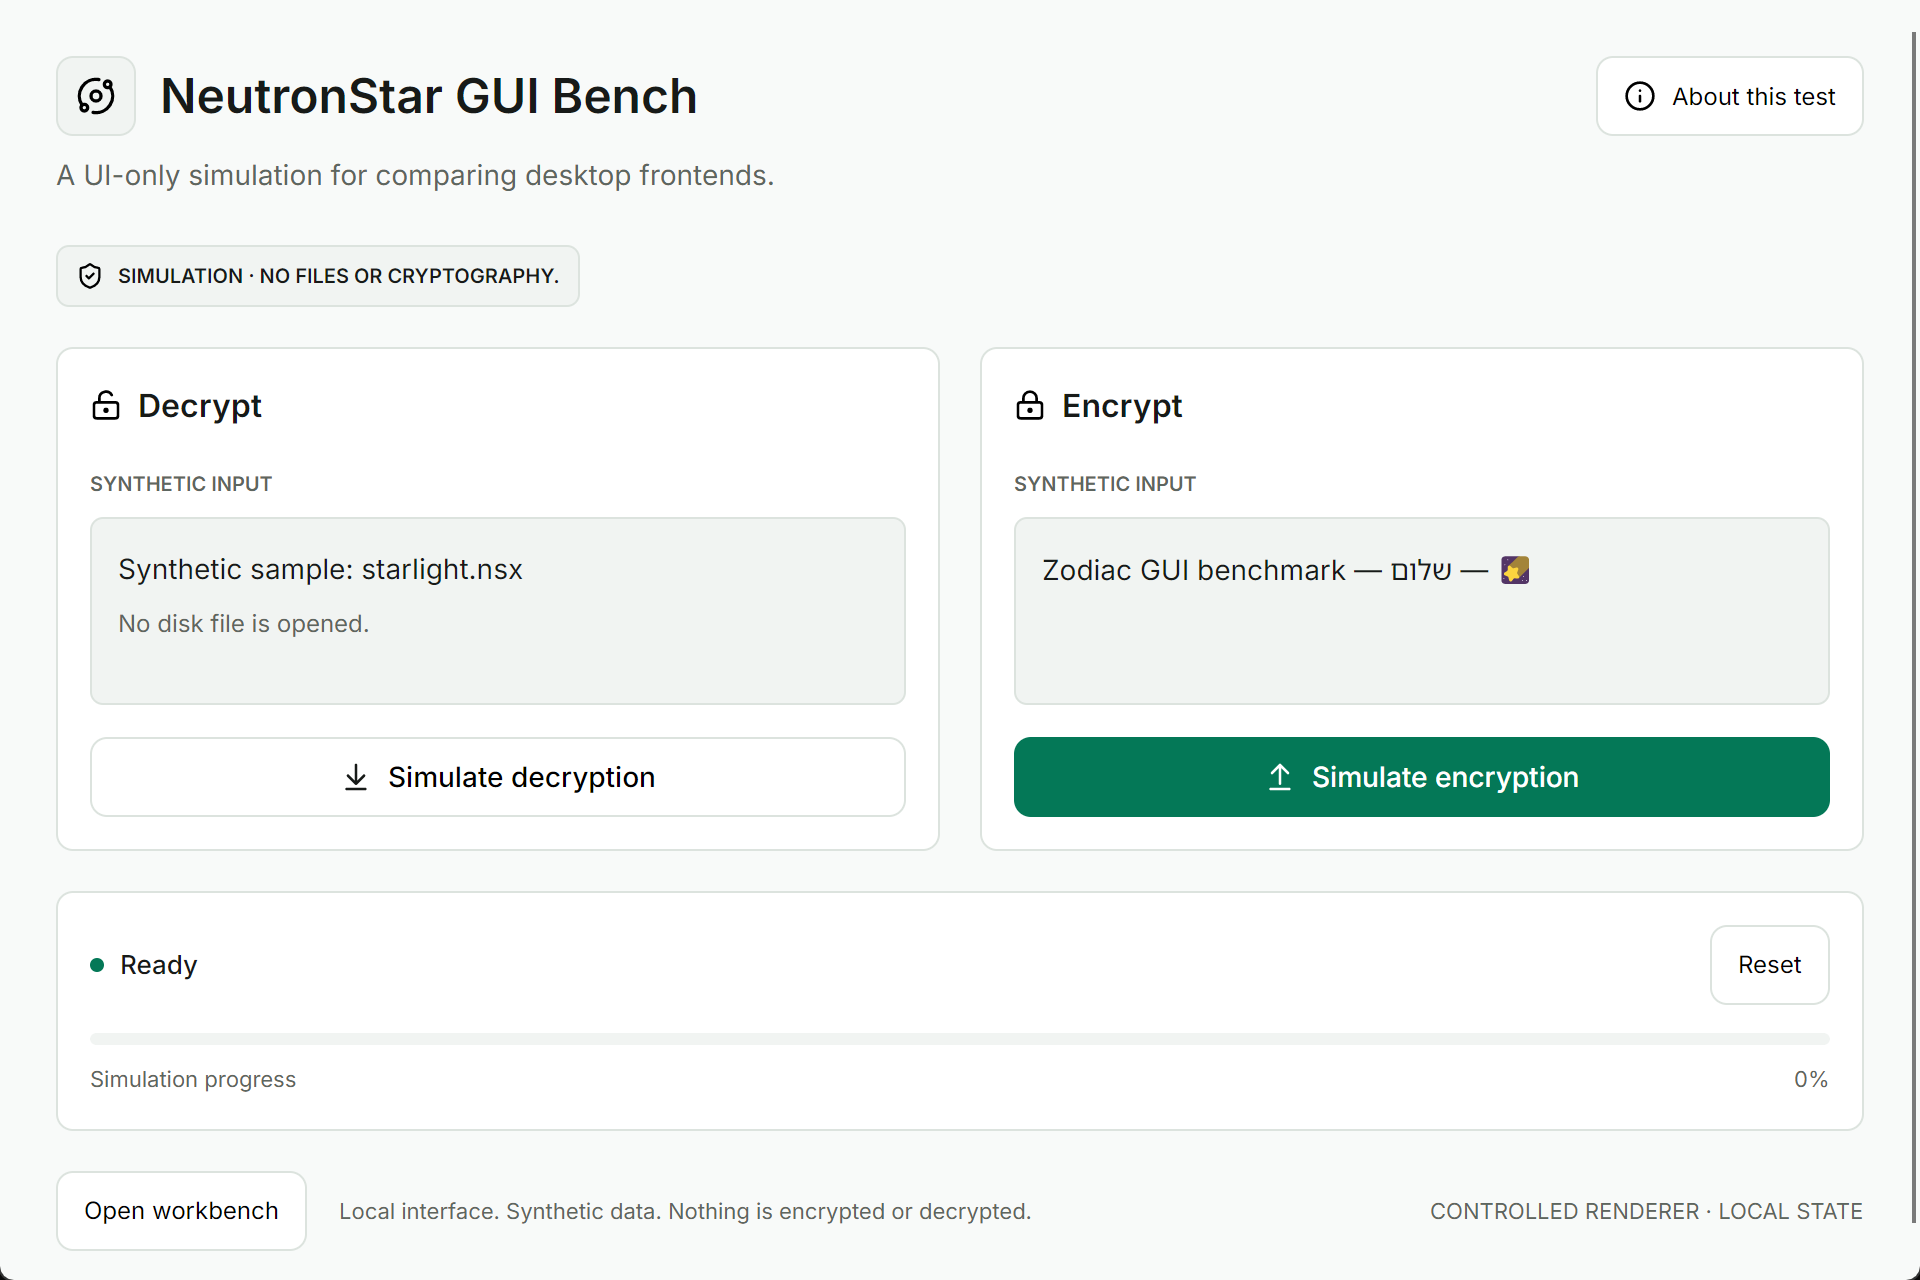 NeutronStar GUI Bench
About this test
A UI-only simulation for comparing desktop frontends.
SIMULATION · NO FILES OR CRYPTOGRAPHY.
Decrypt
SYNTHETIC INPUT
Synthetic sample: starlight.nsx
No disk file is opened.
Simulate decryption
Encrypt
SYNTHETIC INPUT
Zodiac GUI benchmark — שלום — 🌠
Simulate encryption
Ready
Reset
Simulation progress
0%
Open workbench
Local interface. Synthetic data. Nothing is encrypted or decrypted.
CONTROLLED RENDERER · LOCAL STATE